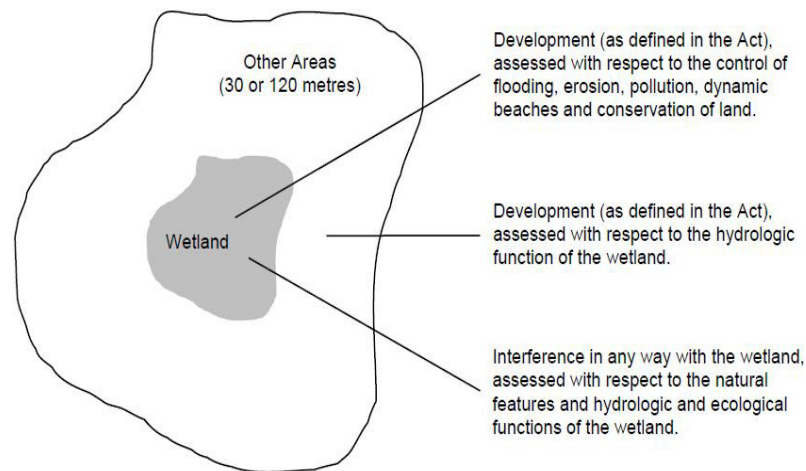 Other Areas
(30 or 120 metres)
Wetland
Development (as defined in the Act),
assessed with respect to the control of
flooding, erosion, pollution, dynamic
beaches and conservation of land.
Development (as defined in the Act),
assessed with respect to the hydrologic
function of the wetland.
Interference in any way with the wetland,
assessed with respect to the natural
features and hydrologic and ecological
functions of the wetland.